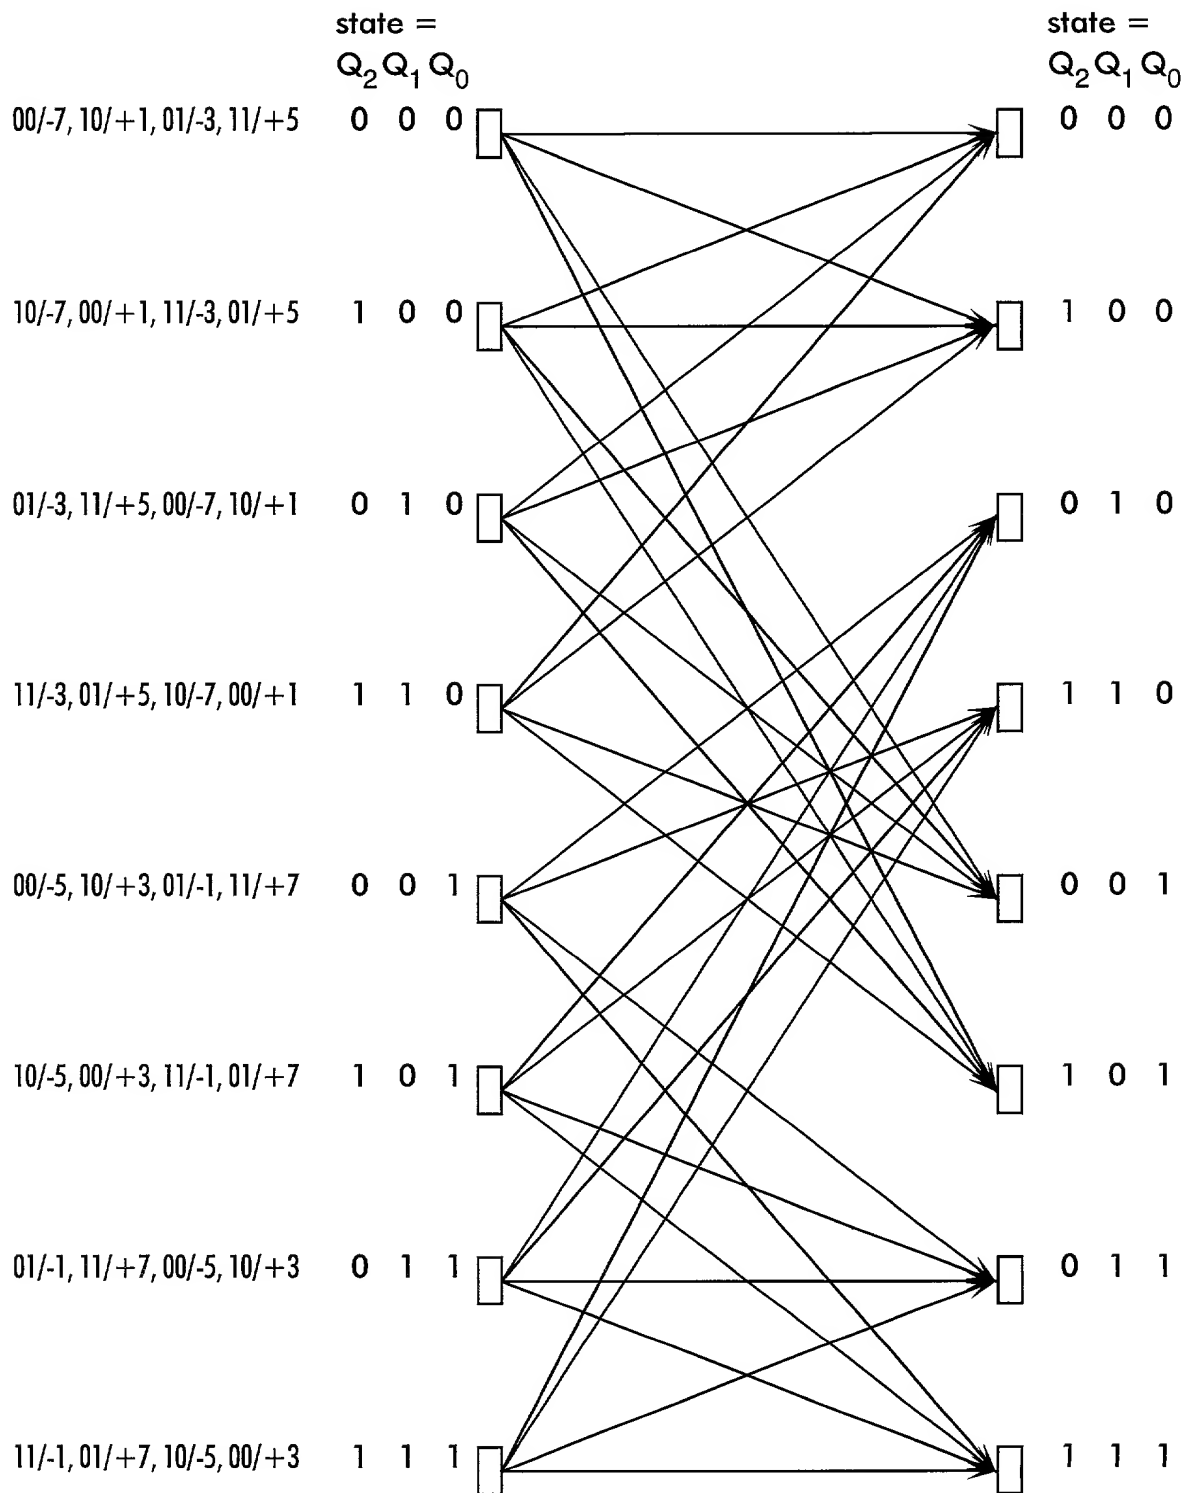 state = state =
Q2 Q1 Q0 Q2 Q1 Q0
00/-7, 10/+1, 01/-3, 11/+5 0 0 0 0 0 0
10/-7, 00/+1, 11/-3, 01/+5 1 0 0 1 0 0
01/-3, 11/+5, 00/-7, 10/+1 0 1 0 0 1 0
11/-3, 01/+5, 10/-7, 00/+1 1 1 0 1 1 0
00/-5, 10/+3, 01/-1, 11/+7 0 0 1 0 0 1
10/-5, 00/+3, 11/-1, 01/+7 1 0 1 1 0 1
01/-1, 11/+7, 00/-5, 10/+3 0 1 1 0 1 1
11/-1, 01/+7, 10/-5, 00/+3 1 1 1 1 1 1